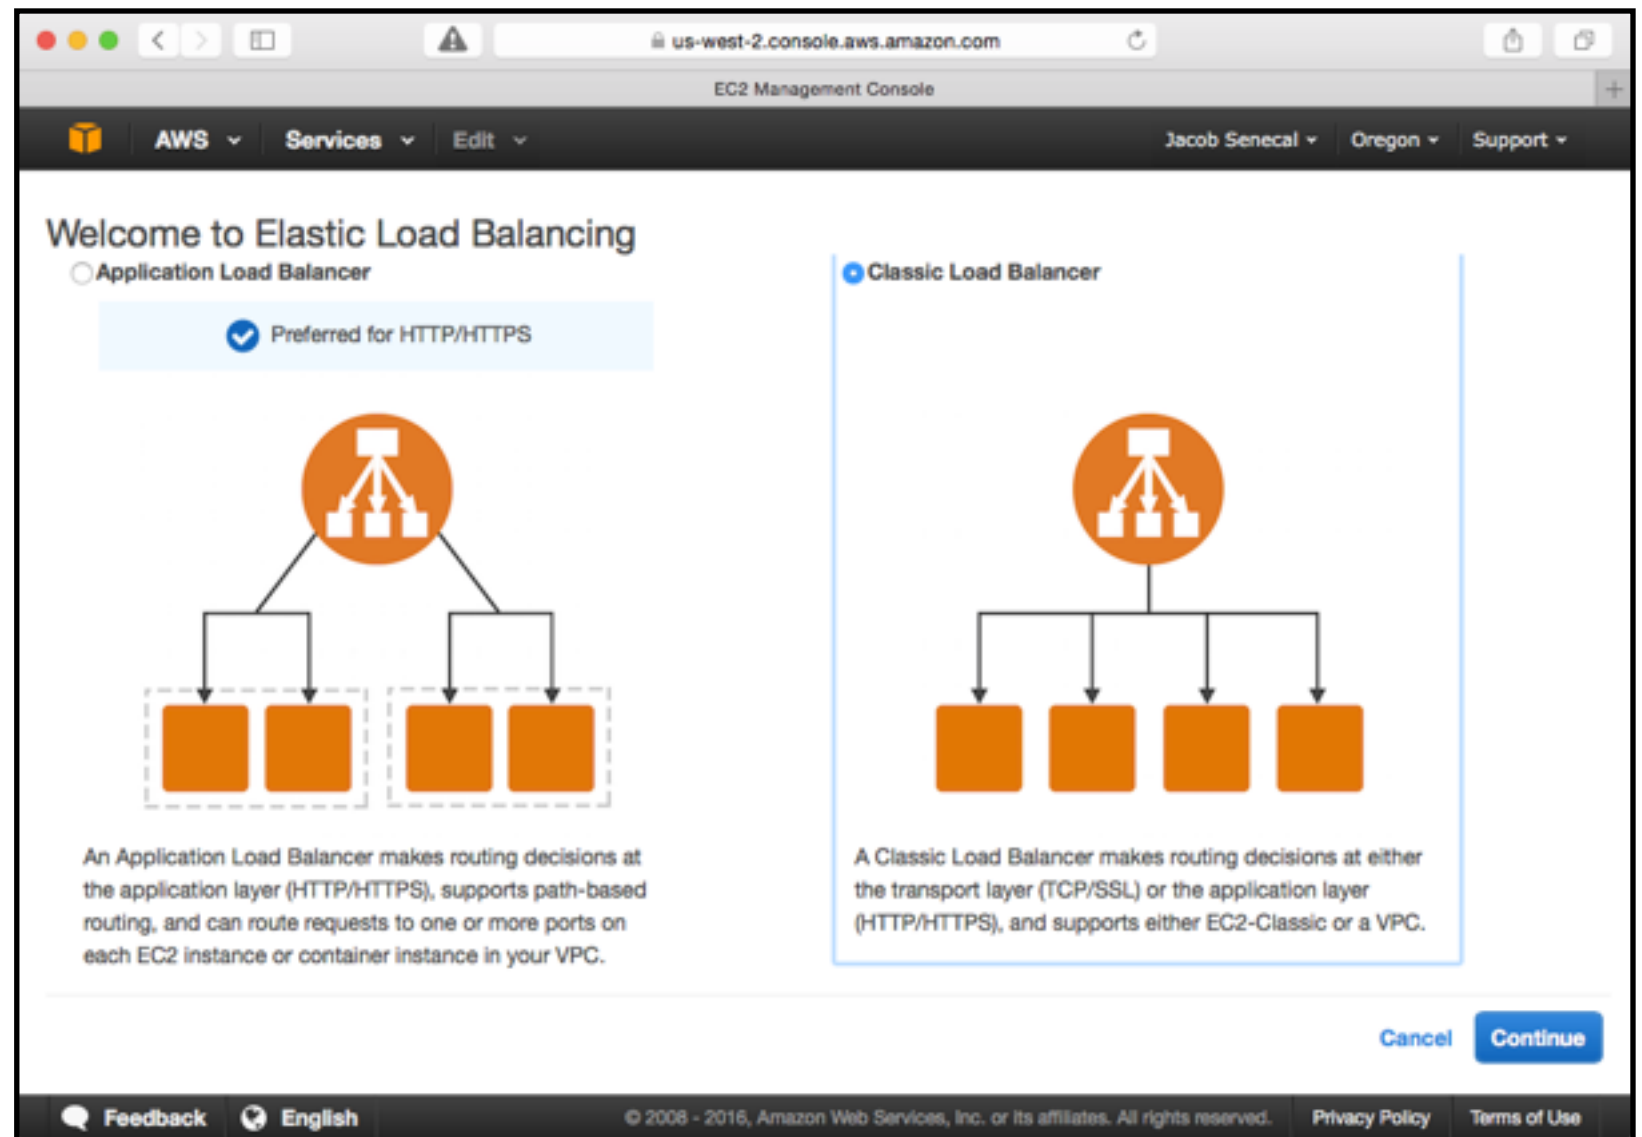 us-west-2.console.aws.amazon.com
EC2 Management Console
AWS Services Edit Jacob Senecal Oregon Support
Welcome to Elastic Load Balancing
Application Load Balancer
Preferred for HTTP/HTTPS
An Application Load Balancer makes routing decisions at
the application layer (HTTP/HTTPS), supports path-based
routing, and can route requests to one or more ports on
each EC2 instance or container instance in your VPC.
Classic Load Balancer
A Classic Load Balancer makes routing decisions at either
the transport layer (TCP/SSL) or the application layer
(HTTP/HTTPS), and supports either EC2-Classic or a VPC.
Cancel Continue
Feedback English © 2008 - 2016, Amazon Web Services, Inc. or its affiliates. All rights reserved. Privacy Policy Terms of Use